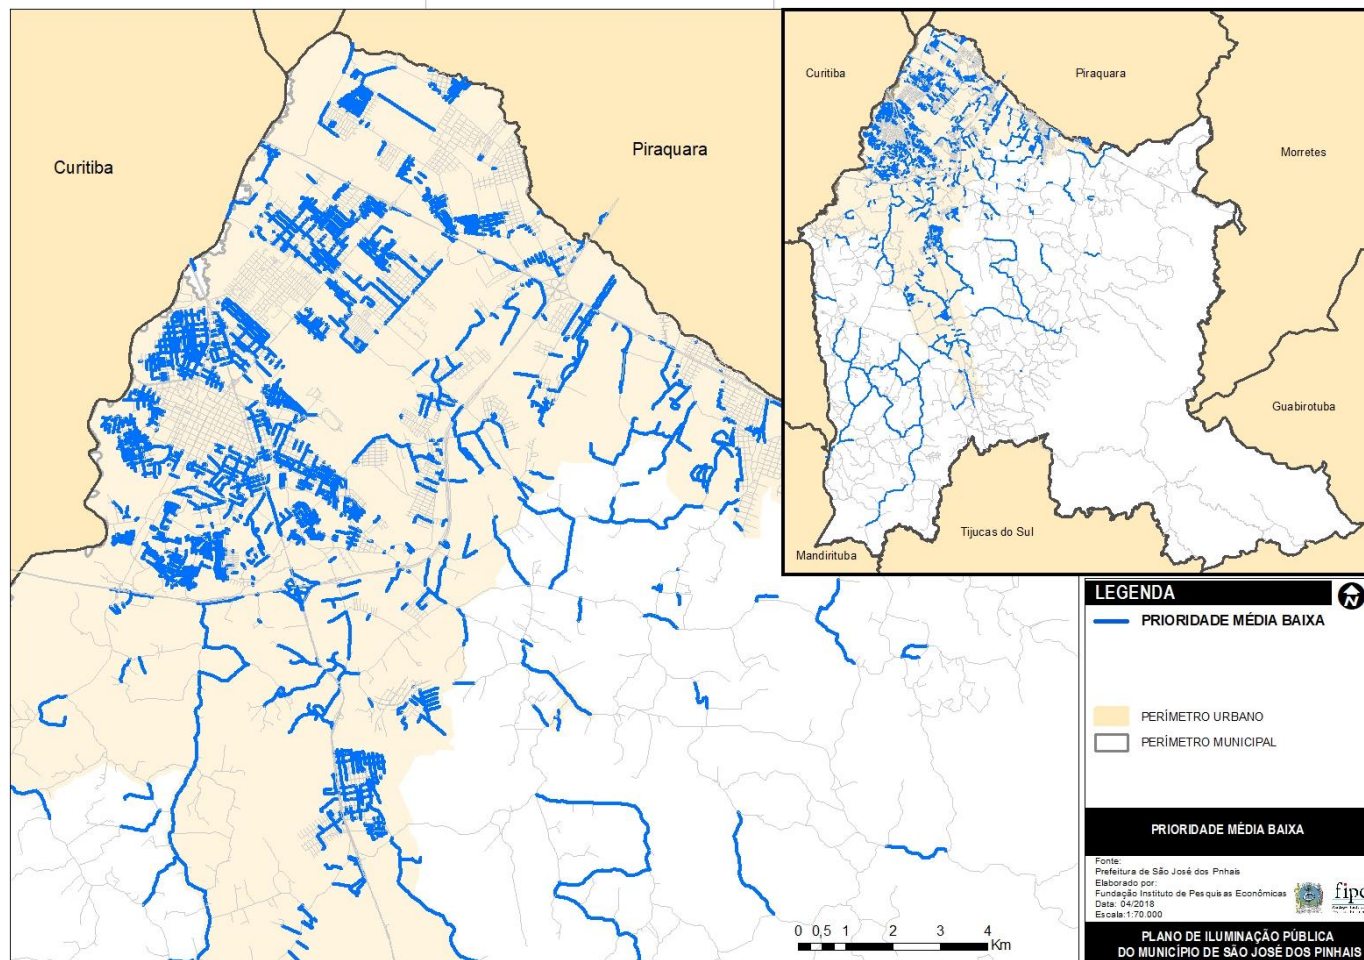 Curitiba
Piraquara
Curitiba
Piraquara
Morretes
Guabirotuba
Tijucas do Sul
Mandirituba
LEGENDA
N
PRIORIDADE MÉDIA BAIXA
PERÍMETRO URBANO
PERÍMETRO MUNICIPAL
PRIORIDADE MÉDIA BAIXA
Fonte:
Prefeitura de São José dos Pnhais
Elaborado por:
Fundação Instituto de Pesquisas Econômicas
Data: 04/2018
Escala:1:70.000
fipe
PLANO DE ILUMINAÇÃO PÚBLICA
DO MUNICÍPIO DE SÃO JOSÉ DOS PINHAIS
0 0,5 1 2 3 4
Km